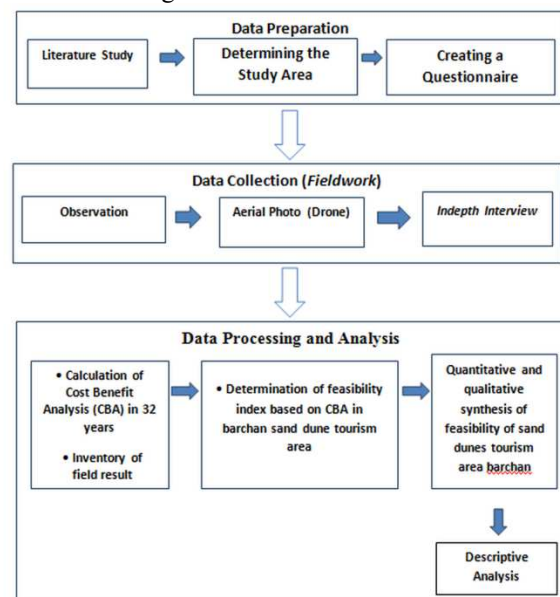 Data Preparation
Literature Study
Determining the
Study Area
Creating a
Questionnaire
Data Collection (Fieldwork)
Observation
Aerial Photo (Drone)
Indepth Interview
Data Processing and Analysis
• Calculation of
Cost Benefit
Analysis (CBA) in 32
years
• Inventory of
field result
• Determination of feasibility
index based on CBA in
barchan sand dune tourism
area
Quantitative and
qualitative
synthesis of
feasibility of sand
dunes tourism
area barchan
Descriptive
Analysis